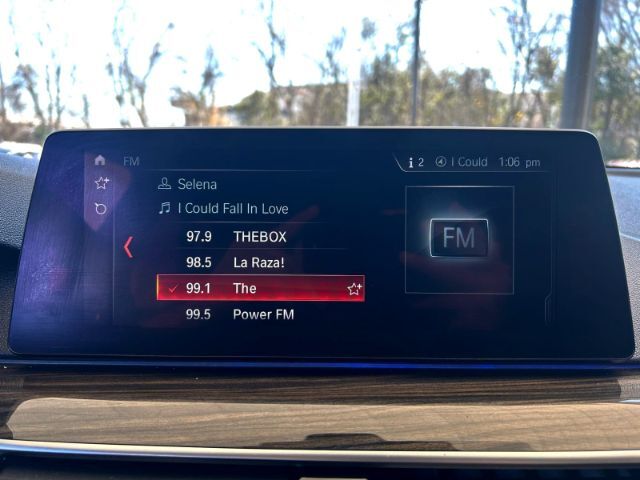 FM
i 2 I Could 1:06 pm
Selena
I Could Fall In Love
97.9 THEBOX
98.5 La Raza!
99.1 The
99.5 Power FM
FM